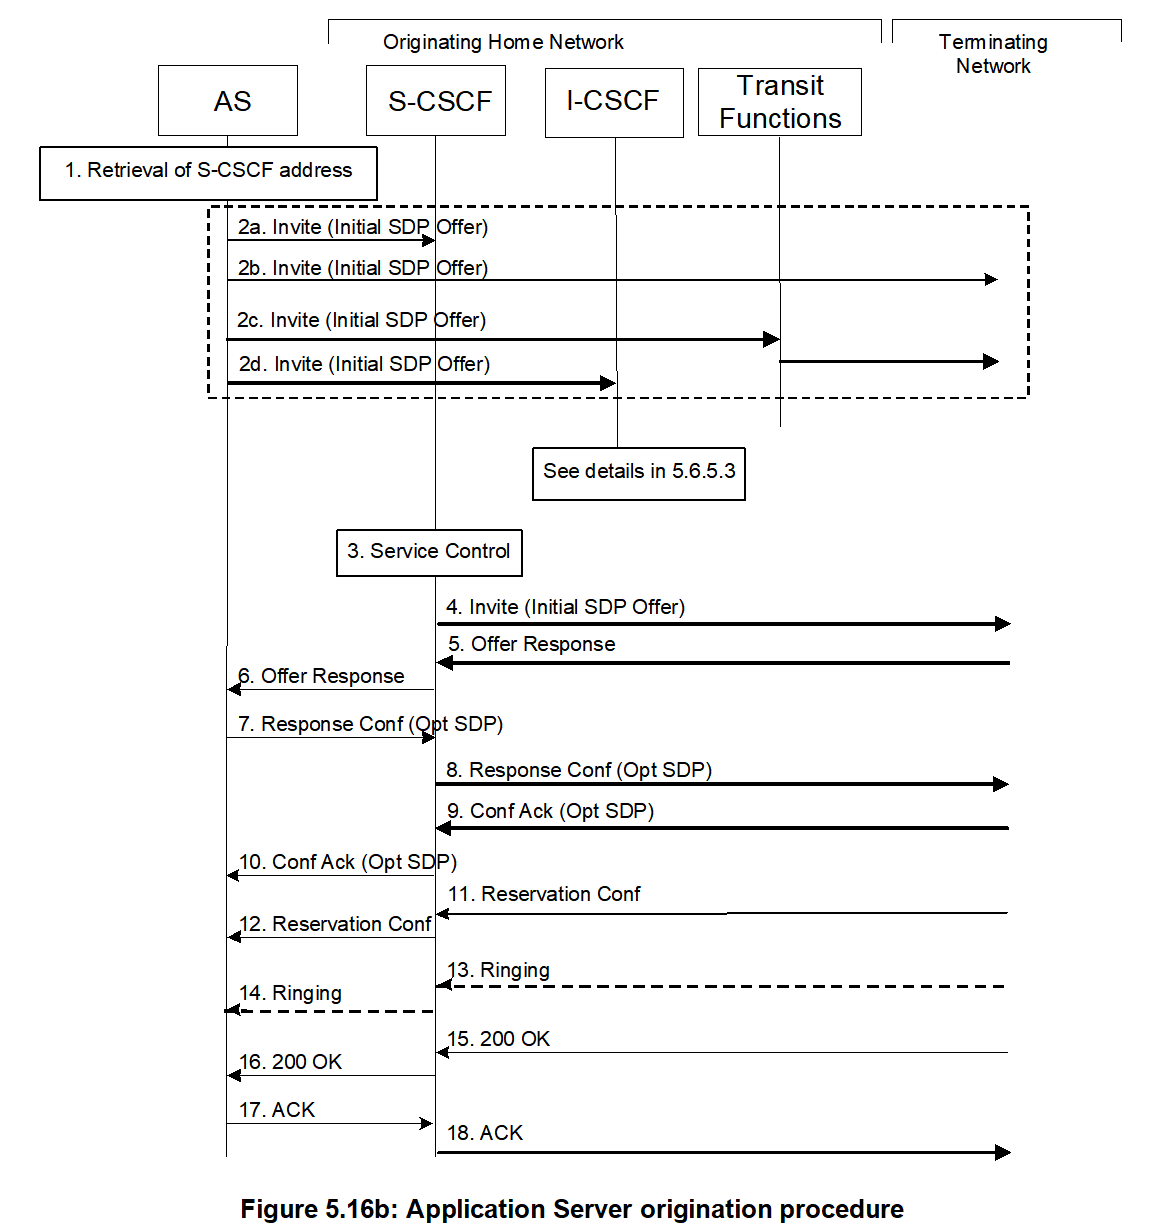 Originating Home Network
Terminating
Network
AS
S-CSCF
I-CSCF
Transit
Functions
1. Retrieval of S-CSCF address
2a. Invite (Initial SDP Offer)
2b. Invite (Initial SDP Offer)
2c. Invite (Initial SDP Offer)
2d. Invite (Initial SDP Offer)
See details in 5.6.5.3
3. Service Control
4. Invite (Initial SDP Offer)
5. Offer Response
6. Offer Response
7. Response Conf (Opt SDP)
8. Response Conf (Opt SDP)
9. Conf Ack (Opt SDP)
10. Conf Ack (Opt SDP)
11. Reservation Conf
12. Reservation Conf
13. Ringing
14. Ringing
15. 200 OK
16. 200 OK
17. ACK
18. ACK
Figure 5.16b: Application Server origination procedure